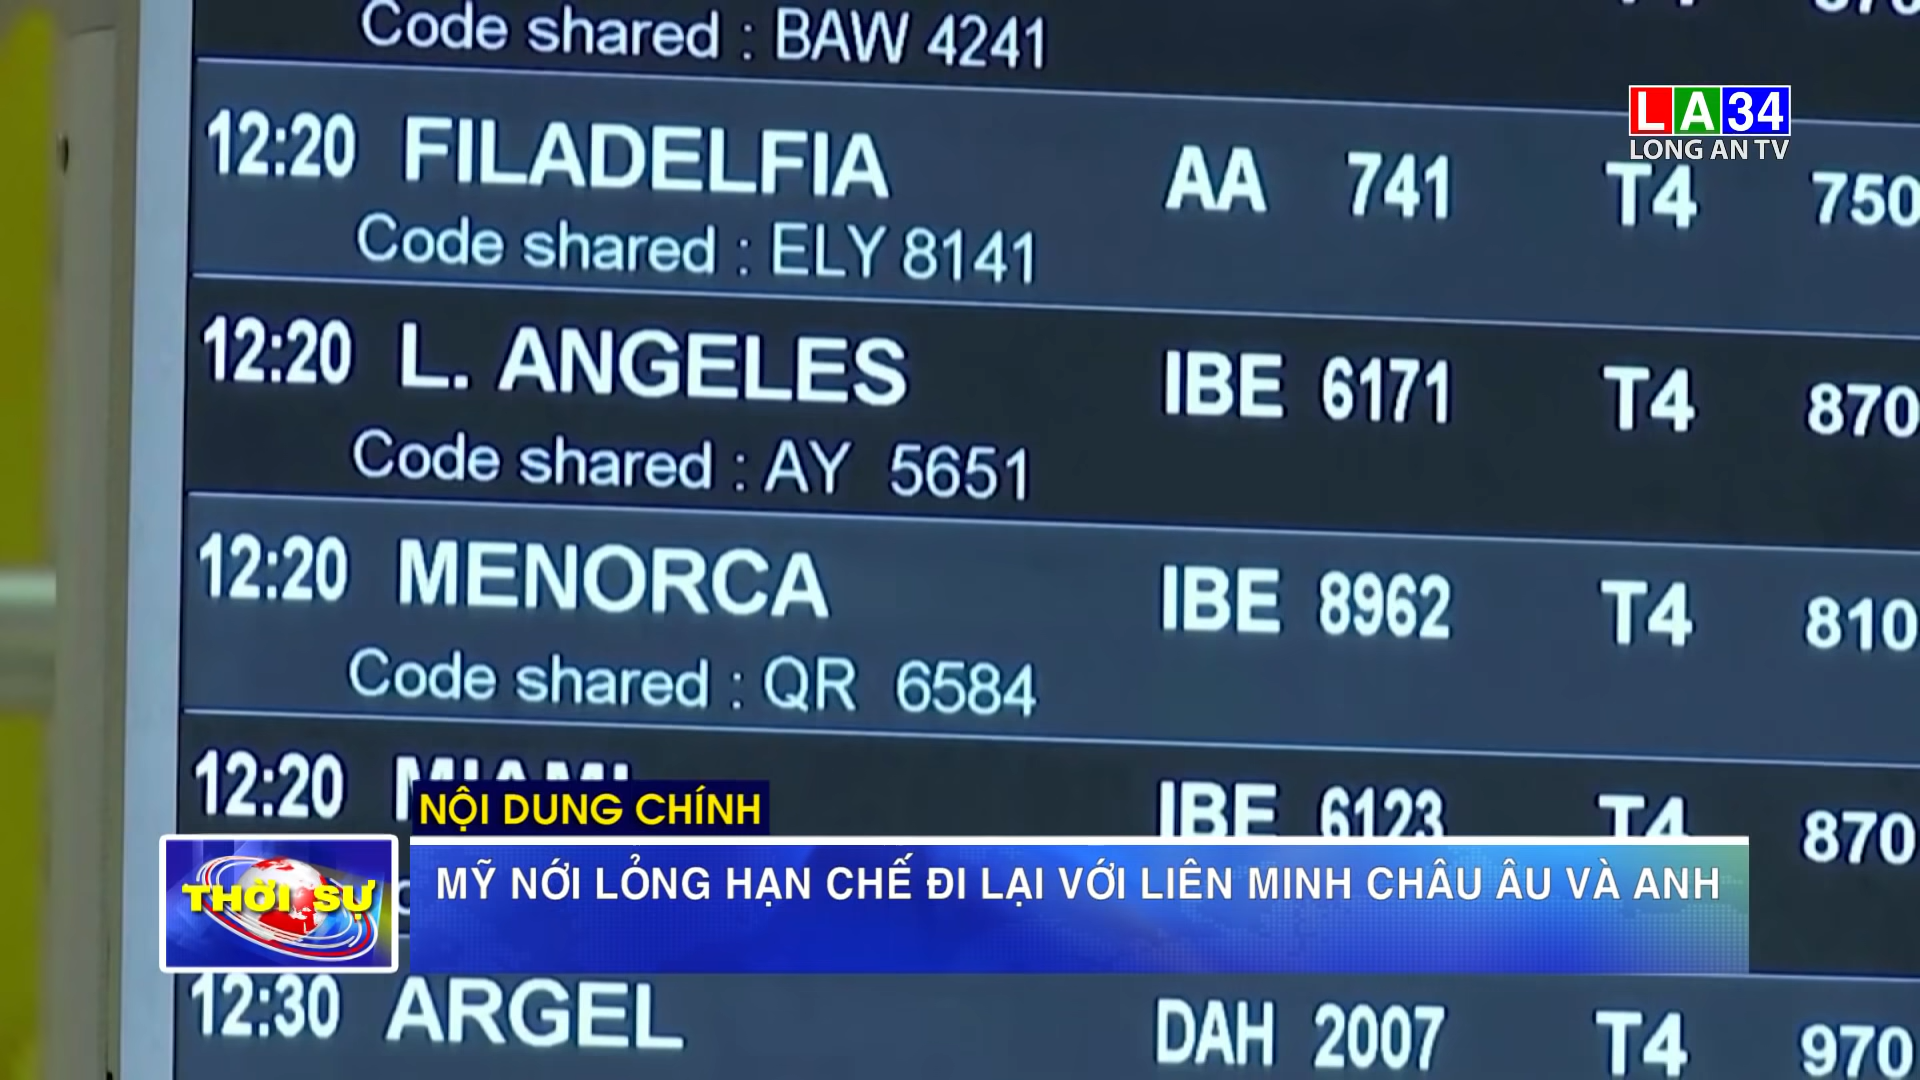 Code shared : BAW 4241
LA34
LONG AN TV
12:20 FILADELFIA AA 741 T4 750
Code shared : ELY 8141
12:20 L. ANGELES IBE 6171 T4 870
Code shared : AY 5651
12:20 MENORCA IBE 8962 T4 810
Code shared : QR 6584
12:20 MIAMI IBE 6123 T4 870
NỘI DUNG CHÍNH
THỜI SỰ
MỸ NỚI LỎNG HẠN CHẾ ĐI LẠI VỚI LIÊN MINH CHÂU ÂU VÀ ANH
12:30 ARGEL DAH 2007 T4 970